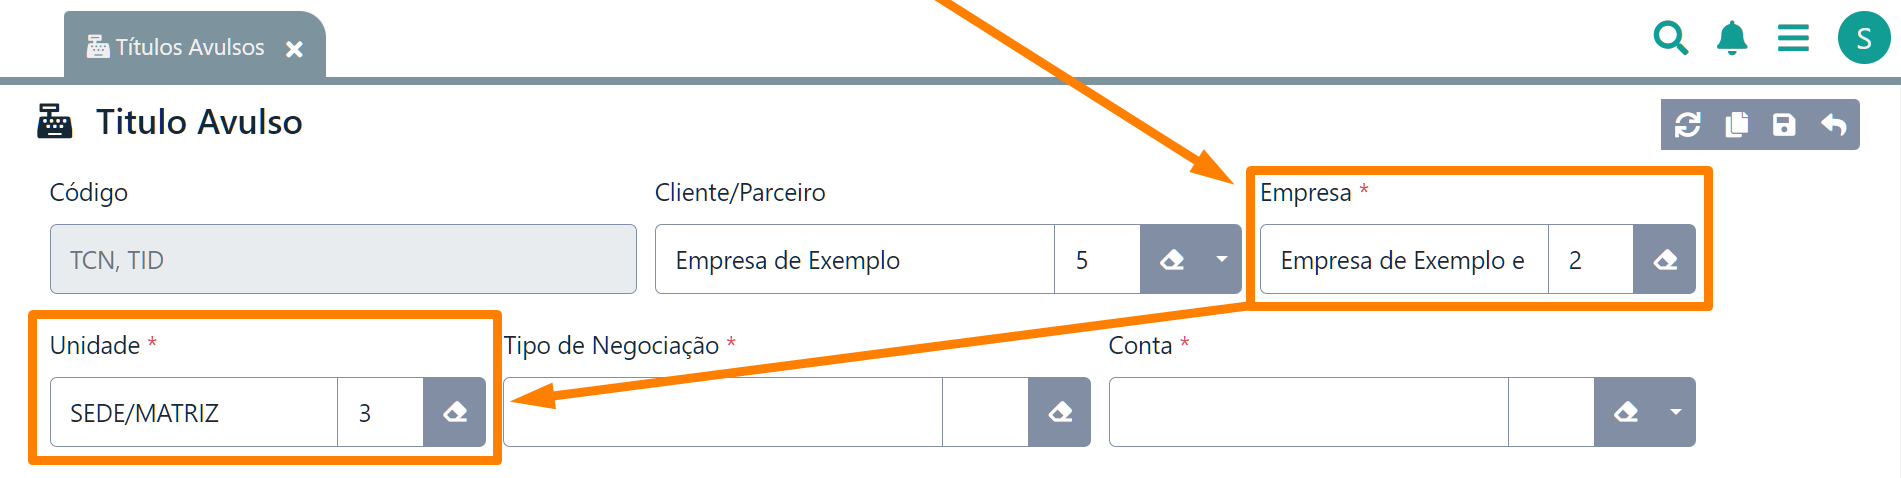 Títulos Avulsos
S
Titulo Avulso
Código
Cliente/Parceiro
Empresa *
TCN, TID
Empresa de Exemplo 5
Empresa de Exemplo e 2
Unidade *
Tipo de Negociação *
Conta *
SEDE/MATRIZ 3